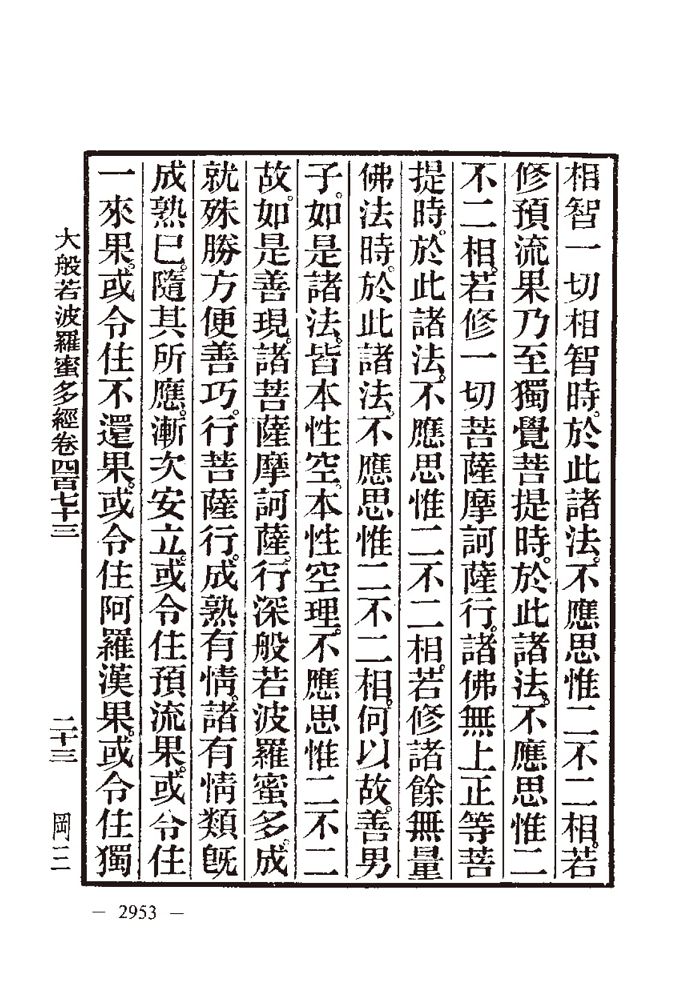 相智一切相智時。於此諸法。不應思惟二不二相。若
修預流果乃至獨覺菩提時。於此諸法。不應思惟二
不二相。若修一切菩薩摩訶薩行。諸佛無上正等菩
提時。於此諸法。不應思惟二不二相。若修諸餘無量
佛法時。於此諸法。不應思惟二不二相。何以故。善男
子。如是諸法。皆本性空。本性空理。不應思惟二不二
故。如是善現。諸菩薩摩訶薩。行深般若波羅蜜多。成
就殊勝方便善巧。行菩薩行。成熟有情。諸有情類旣
成熟已。隨其所應。漸次安立。或令住預流果。或令住
一來果。或令住不還果。或令住阿羅漢果。或令住獨
大般若波羅蜜多經卷四百七十三 二十三 岡三
— 2953 —